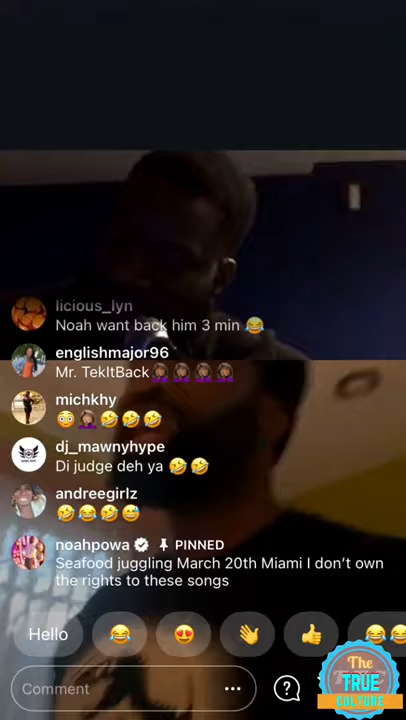 licious_lyn
Noah want back him 3 min 😂
englishmajor96
Mr. TekItBack 🤦🏾‍♀️🤦🏾‍♀️🤦🏾‍♀️🤦🏾‍♀️
michkhy
😳🤦🏾‍♀️🤣🤣🤣
dj_mawnyhype
Di judge deh ya 🤣🤣
andreegirlz
🤣😂🤣😅
noahpowa PINNED
Seafood juggling March 20th Miami I don't own
the rights to these songs
Hello 😂 😍 👋 👍 😂😂
Comment
The
TRUE
CULTURE